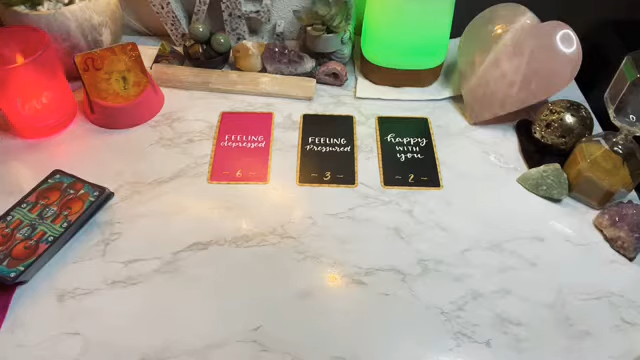 love
FEELING
depressed
- 6 -
FEELING
Pressured
- 3 -
happy
WITH
you
- 2 -